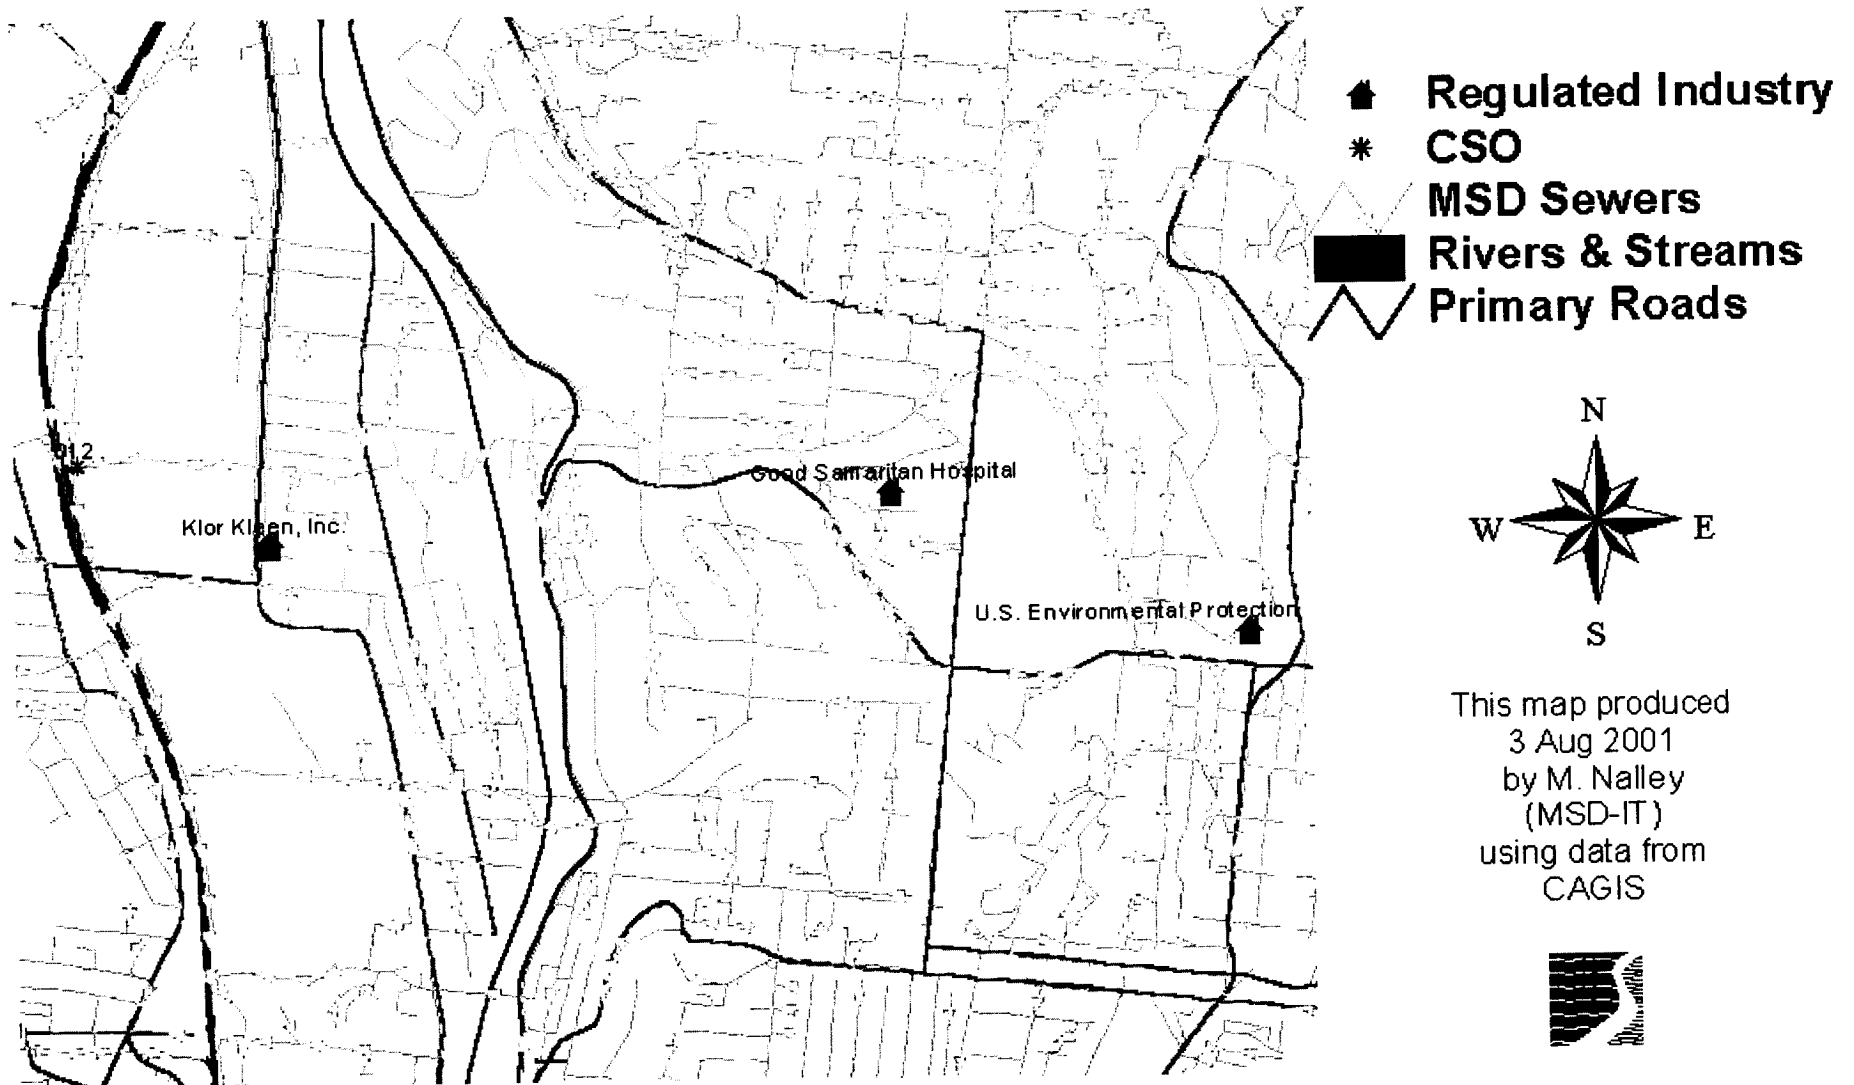 Regulated Industry
CSO
MSD Sewers
Rivers & Streams
Primary Roads
N
W E
S
12
Good Samaritan Hospital
Klor Kleen, Inc.
U.S. Environmental Protection
This map produced
3 Aug 2001
by M. Nalley
(MSD-IT)
using data from
CAGIS